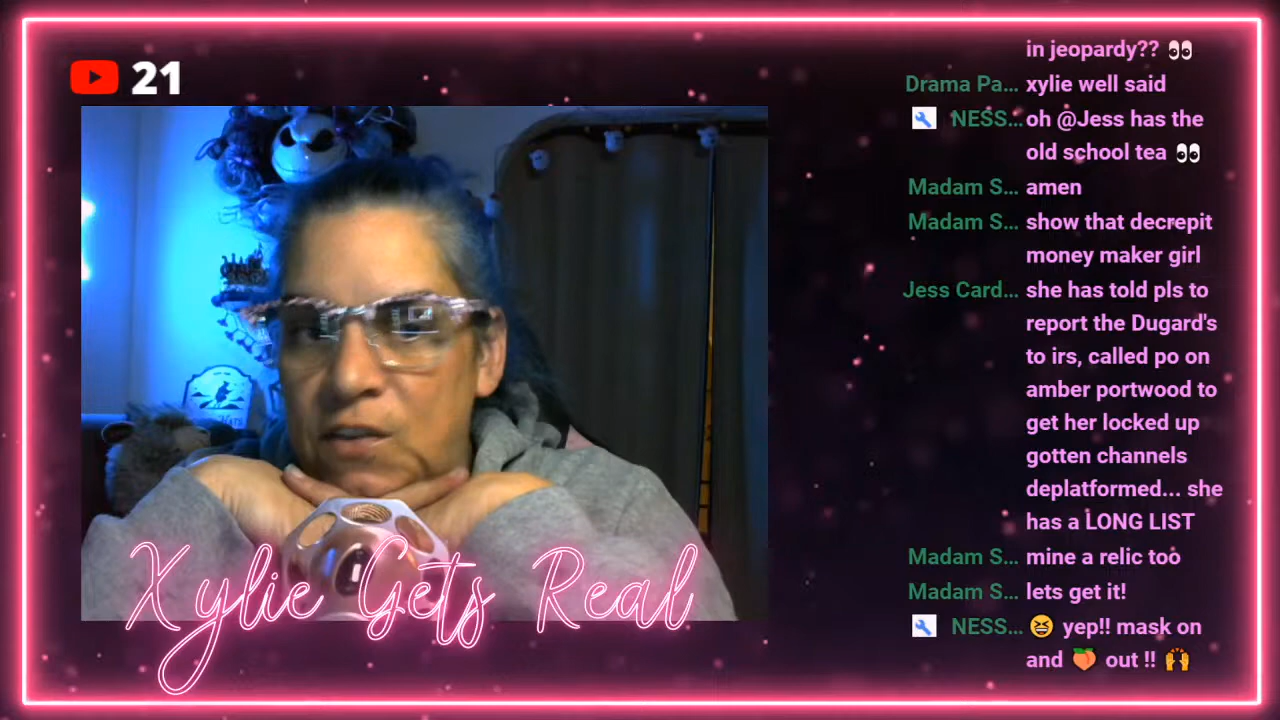 21
in jeopardy?? 👀
Drama Pa... xylie well said
NESS... oh @Jess has the
old school tea 👀
Madam S... amen
Madam S... show that decrepit
money maker girl
Jess Card... she has told pls to
report the Dugard's
to irs, called po on
amber portwood to
get her locked up
gotten channels
deplatformed... she
has a LONG LIST
Madam S... mine a relic too
Madam S... lets get it!
NESS... 😆 yep!! mask on
and 🍑 out !! 🙌
Xylie Gets Real